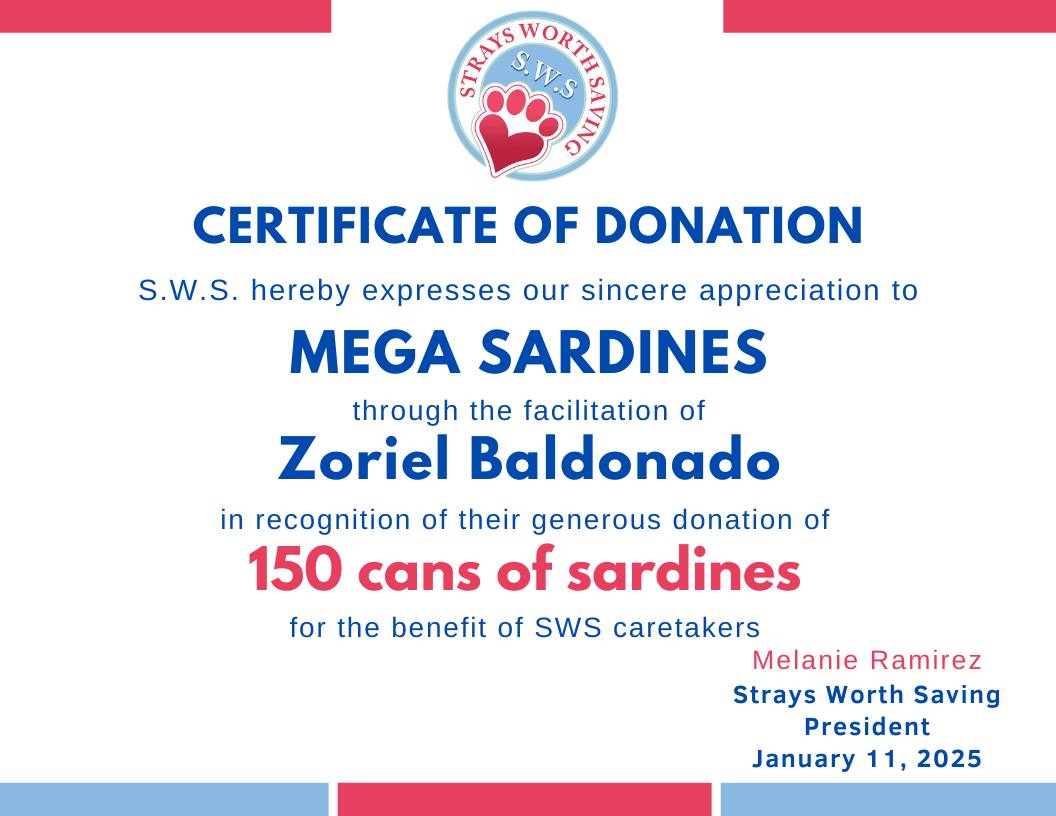 STRAYS WORTH SAVING
S.W.S
CERTIFICATE OF DONATION
S.W.S. hereby expresses our sincere appreciation to
MEGA SARDINES
through the facilitation of
Zoriel Baldonado
in recognition of their generous donation of
150 cans of sardines
for the benefit of SWS caretakers
Melanie Ramirez
Strays Worth Saving
President
January 11, 2025